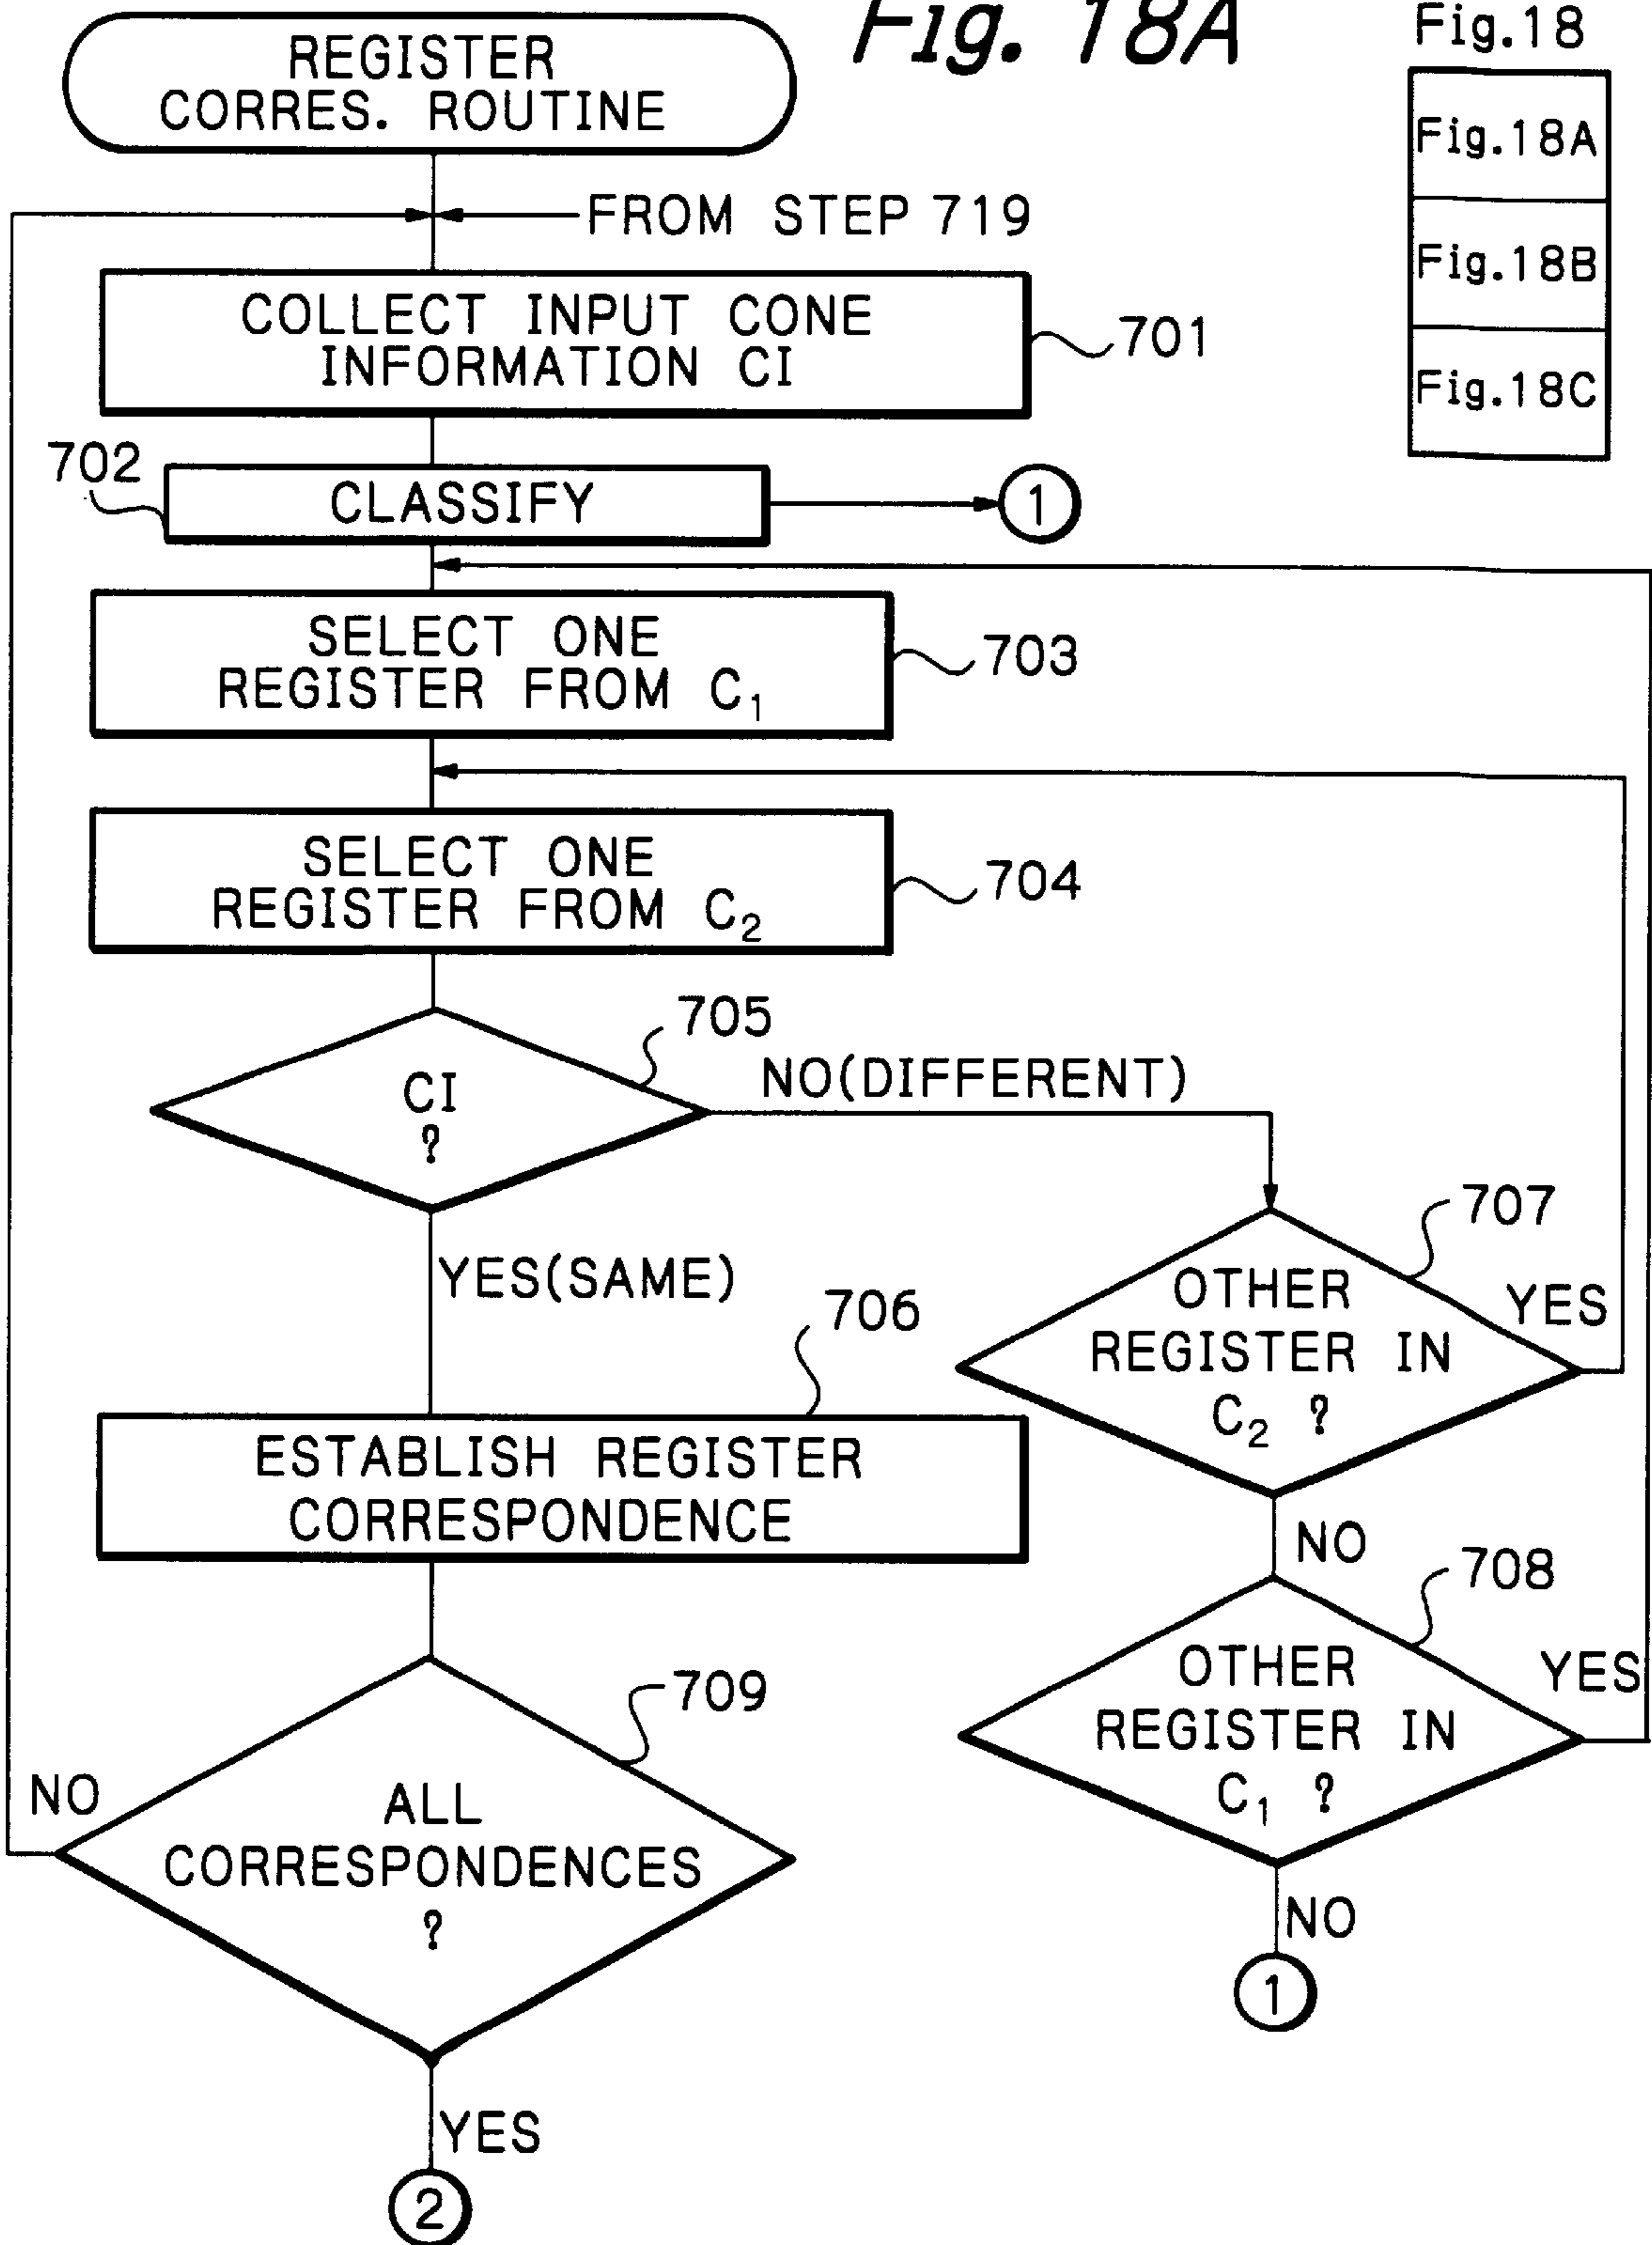 Fig. 18A
Fig.18
Fig.18A
Fig.18B
Fig.18C
REGISTER
CORRES. ROUTINE
FROM STEP 719
COLLECT INPUT CONE
INFORMATION CI
701
702
CLASSIFY
1
SELECT ONE
REGISTER FROM C₁
703
SELECT ONE
REGISTER FROM C₂
704
705
CI
?
NO(DIFFERENT)
YES(SAME)
707
OTHER
REGISTER IN
C₂ ?
YES
706
ESTABLISH REGISTER
CORRESPONDENCE
NO
708
OTHER
REGISTER IN
C₁ ?
YES
709
NO
ALL
CORRESPONDENCES
?
NO
1
YES
2